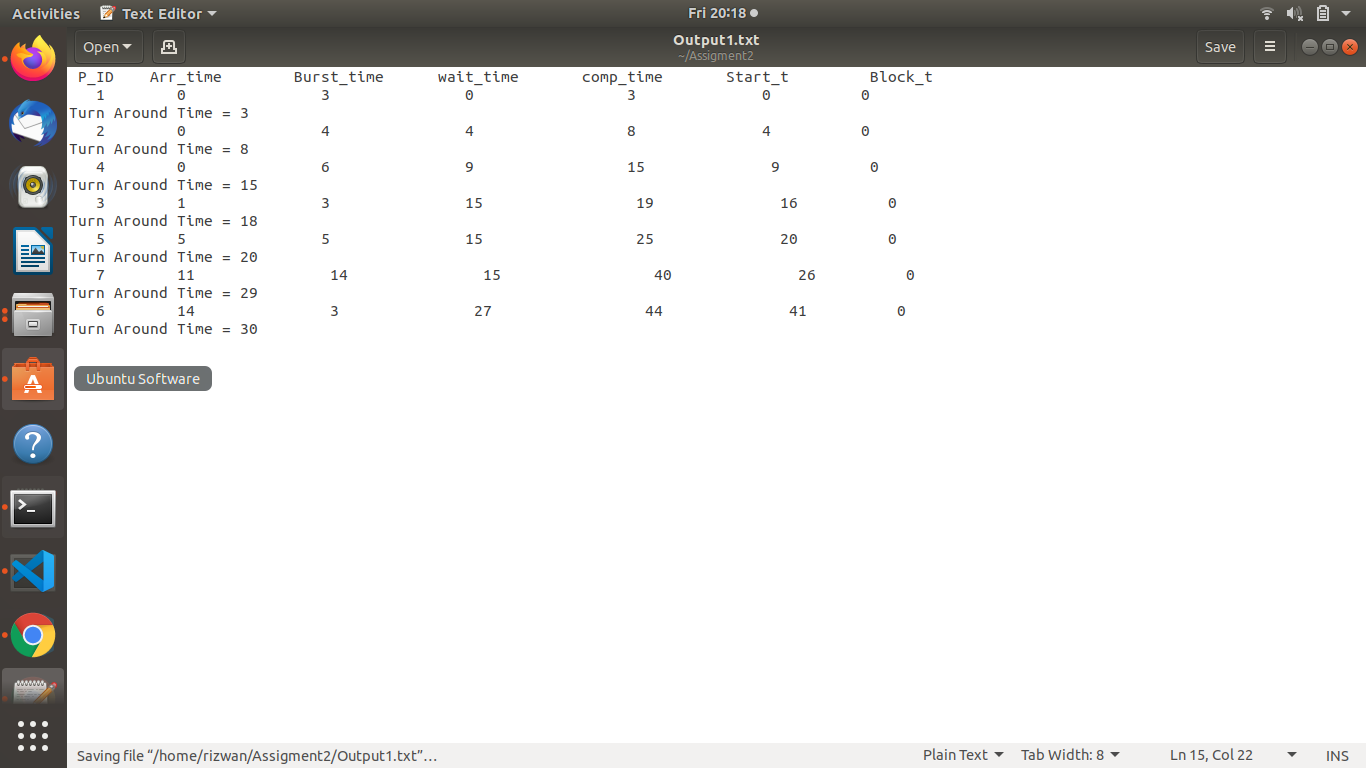 Activities Text Editor Fri 20:18
Open Output1.txt Save
~/Assigment2
P_ID Arr_time Burst_time wait_time comp_time Start_t Block_t
1 0 3 0 3 0 0
Turn Around Time = 3
2 0 4 4 8 4 0
Turn Around Time = 8
4 0 6 9 15 9 0
Turn Around Time = 15
3 1 3 15 19 16 0
Turn Around Time = 18
5 5 5 15 25 20 0
Turn Around Time = 20
7 11 14 15 40 26 0
Turn Around Time = 29
6 14 3 27 44 41 0
Turn Around Time = 30
Ubuntu Software
Saving file “/home/rizwan/Assigment2/Output1.txt”… Plain Text Tab Width: 8 Ln 15, Col 22 INS